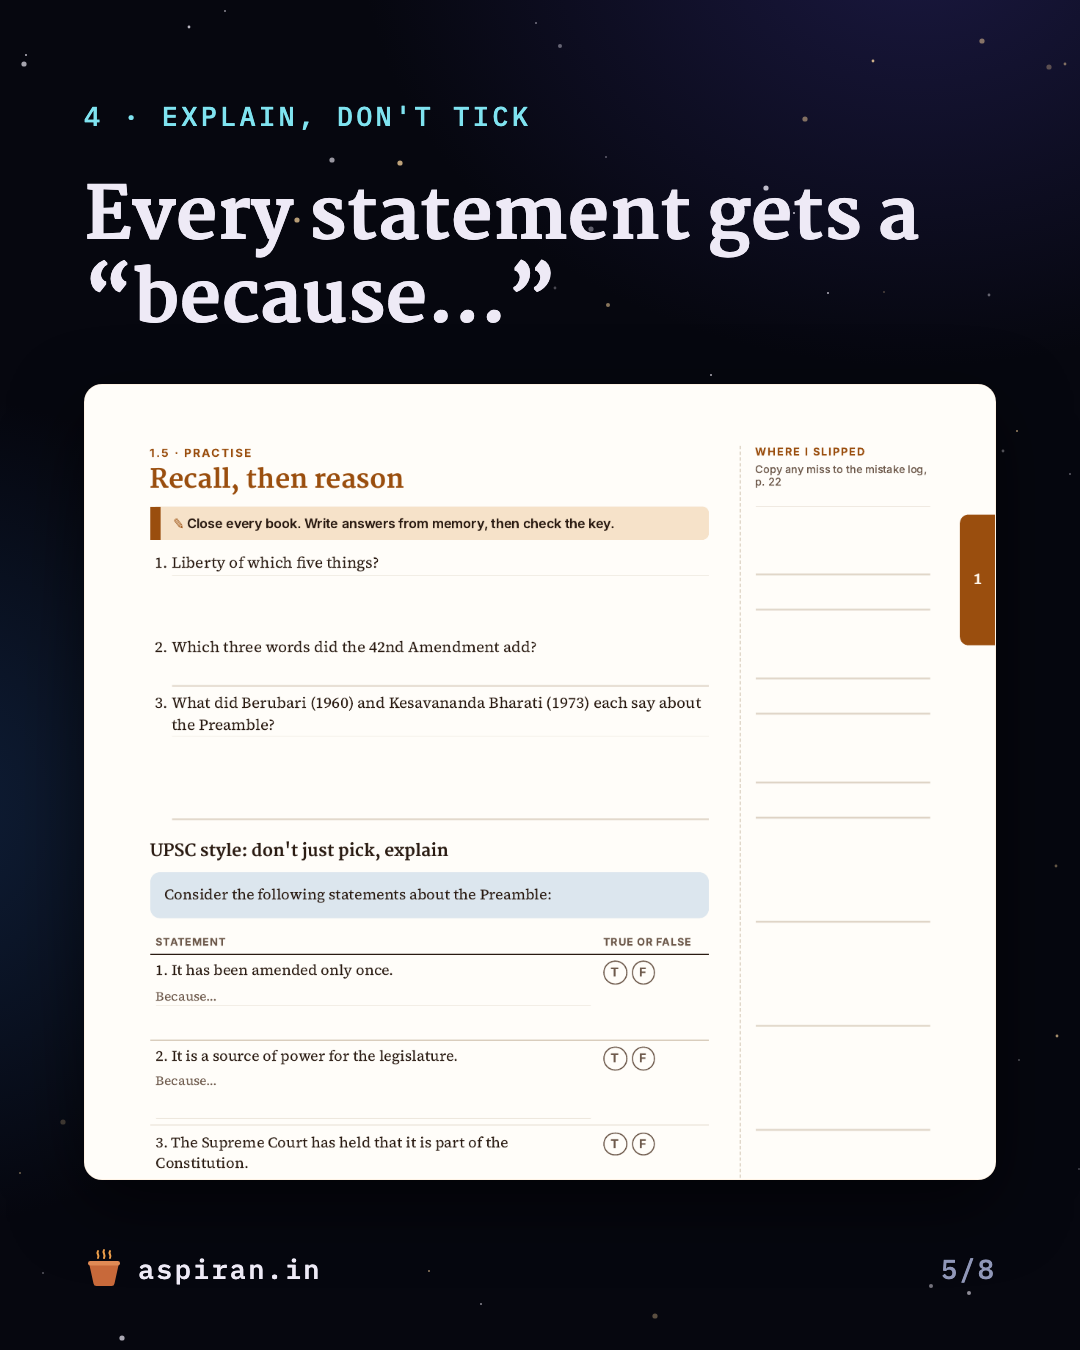 4 · EXPLAIN, DON'T TICK
Every statement gets a
“because...”
1.5 · PRACTISE
Recall, then reason
✎ Close every book. Write answers from memory, then check the key.
1. Liberty of which five things?
2. Which three words did the 42nd Amendment add?
3. What did Berubari (1960) and Kesavananda Bharati (1973) each say about
the Preamble?
UPSC style: don't just pick, explain
Consider the following statements about the Preamble:
STATEMENT TRUE OR FALSE
1. It has been amended only once. T F
Because...
2. It is a source of power for the legislature. T F
Because...
3. The Supreme Court has held that it is part of the T F
Constitution.
WHERE I SLIPPED
Copy any miss to the mistake log,
p. 22
1
aspiran.in
5/8